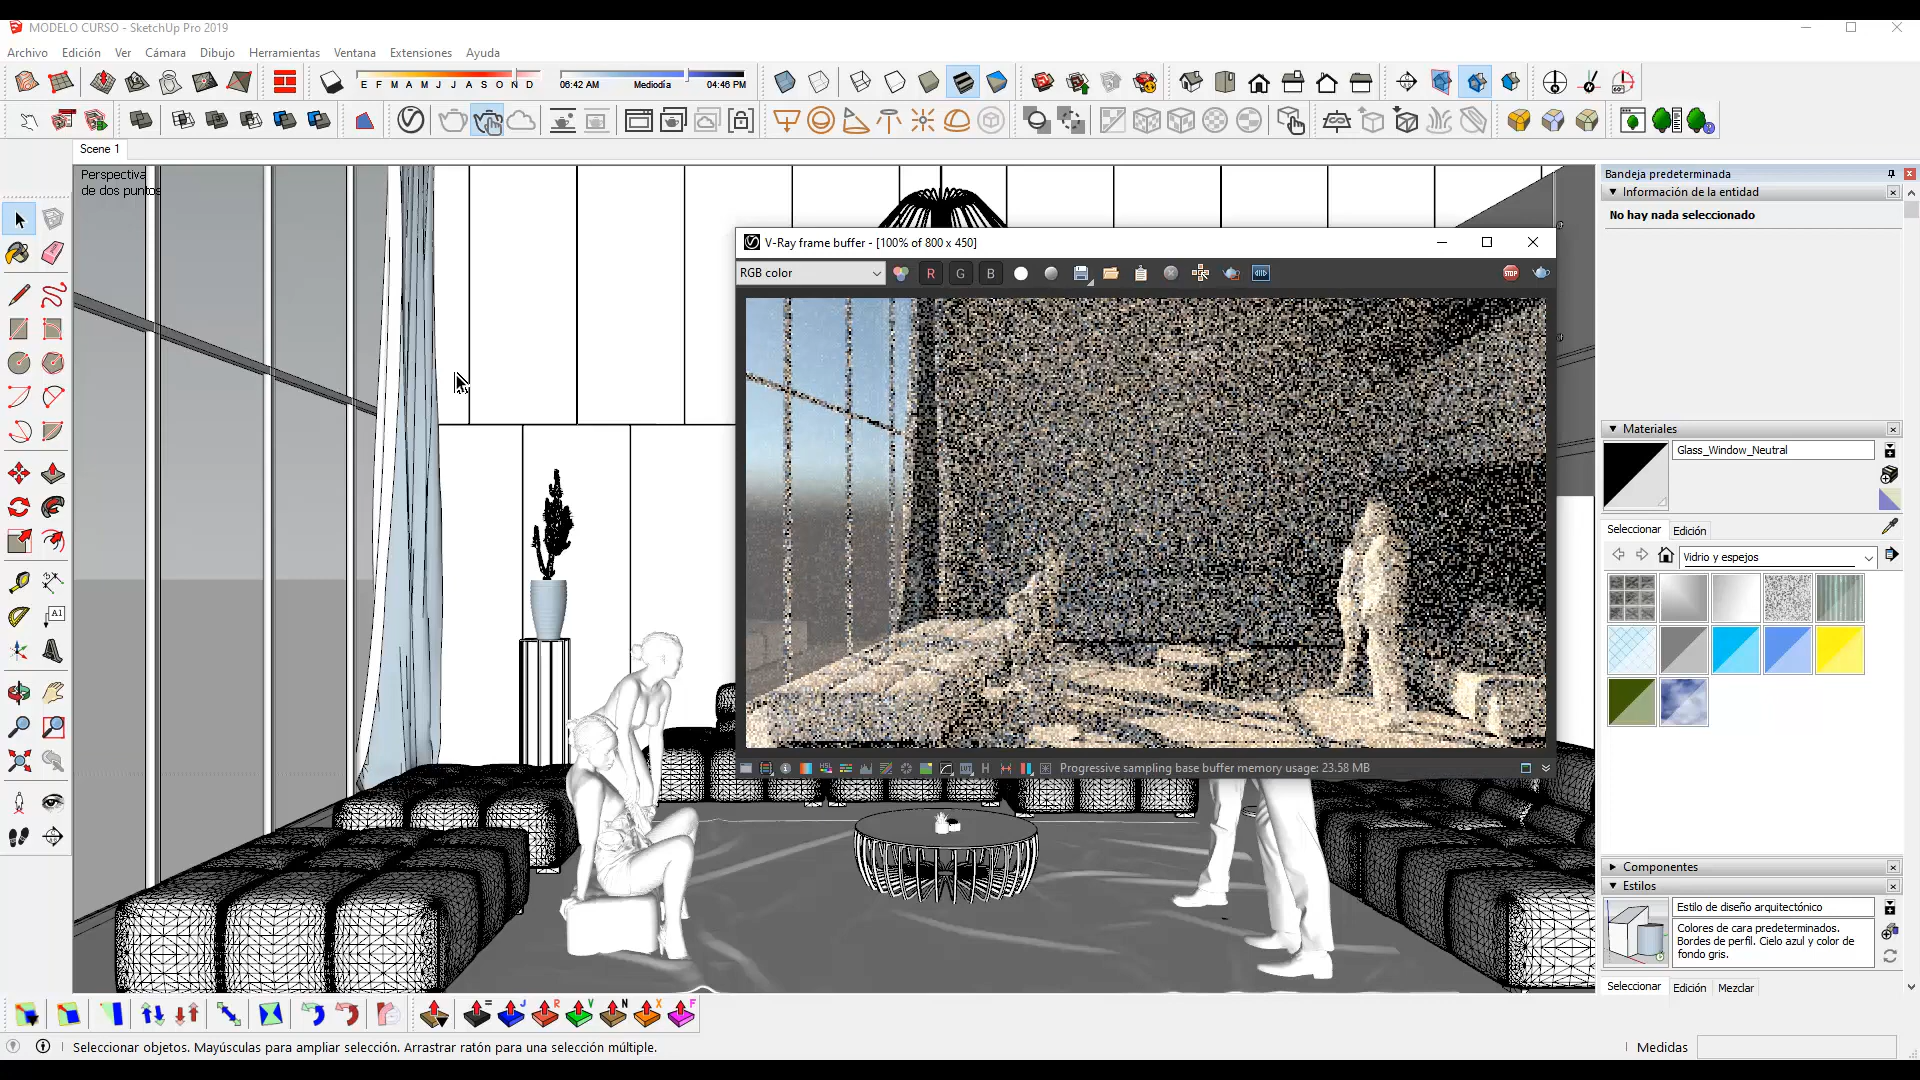 MODELO CURSO - SketchUp Pro 2019
Archivo Edición Ver Cámara Dibujo Herramientas Ventana Extensiones Ayuda
E F M A M J J A S O N D
06:42 AM Mediodía 04:46 PM
Scene 1
Perspectiva
de dos puntos
Bandeja predeterminada
Información de la entidad
No hay nada seleccionado
V-Ray frame buffer - [100% of 800 x 450]
RGB color
R G B
STOP
Materiales
Glass_Window_Neutral
Seleccionar Edición
Vidrio y espejos
A1
H
Progressive sampling base buffer memory usage: 23.58 MB
Componentes
Estilos
Estilo de diseño arquitectónico
Colores de cara predeterminados.
Bordes de perfil. Cielo azul y color de
fondo gris.
Seleccionar Edición Mezclar
= J R V N X F
Seleccionar objetos. Mayúsculas para ampliar selección. Arrastrar ratón para una selección múltiple.
Medidas